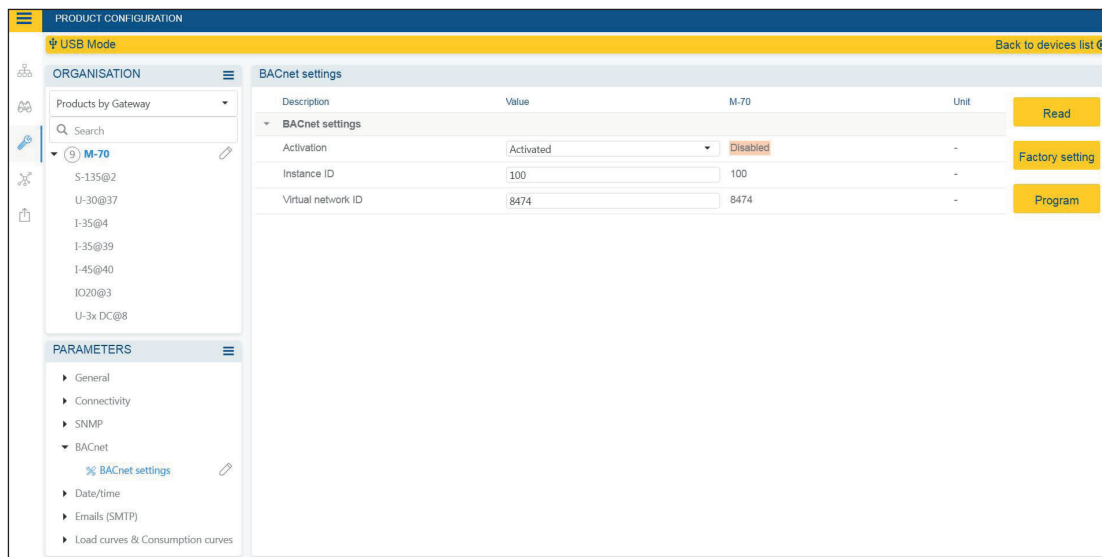 PRODUCT CONFIGURATION
USB Mode
Back to devices list
ORGANISATION
Products by Gateway
Search
9 M-70
S-135@2
U-30@37
I-35@4
I-35@39
I-45@40
IO20@3
U-3x DC@8
PARAMETERS
General
Connectivity
SNMP
BACnet
BACnet settings
Date/time
Emails (SMTP)
Load curves & Consumption curves
BACnet settings
Description Value M-70 Unit
BACnet settings
Activation Activated Disabled -
Instance ID 100 100 -
Virtual network ID 8474 8474 -
Read
Factory setting
Program